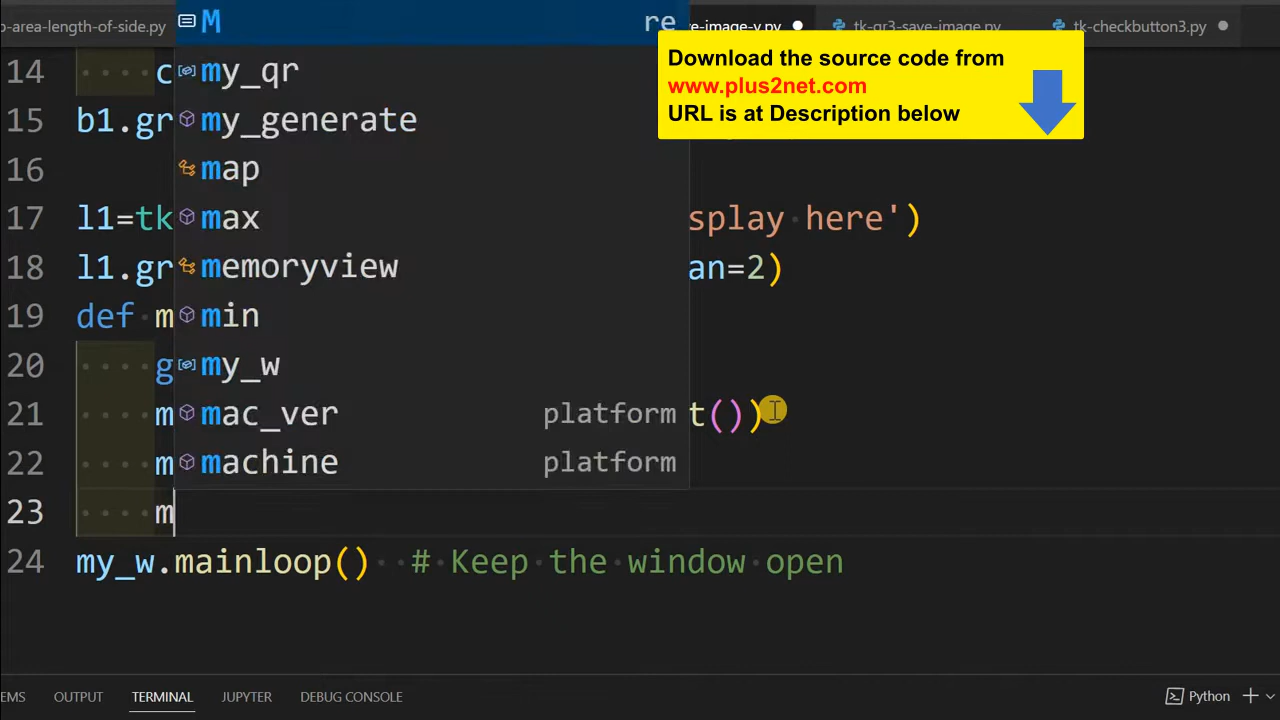 p-area-length-of-side.py
M re
e-image-v.py tk-qr3-save-image.py tk-checkbutton3.py
Download the source code from
www.plus2net.com
URL is at Description below
14 c my_qr
15 b1.gr my_generate
16 map
17 l1=tk max splay here')
18 l1.gr memoryview an=2)
19 def m min
20 g my_w
21 m mac_ver platform t())
22 m machine platform
23 m
24 my_w.mainloop() # Keep the window open
EMS OUTPUT TERMINAL JUPYTER DEBUG CONSOLE Python